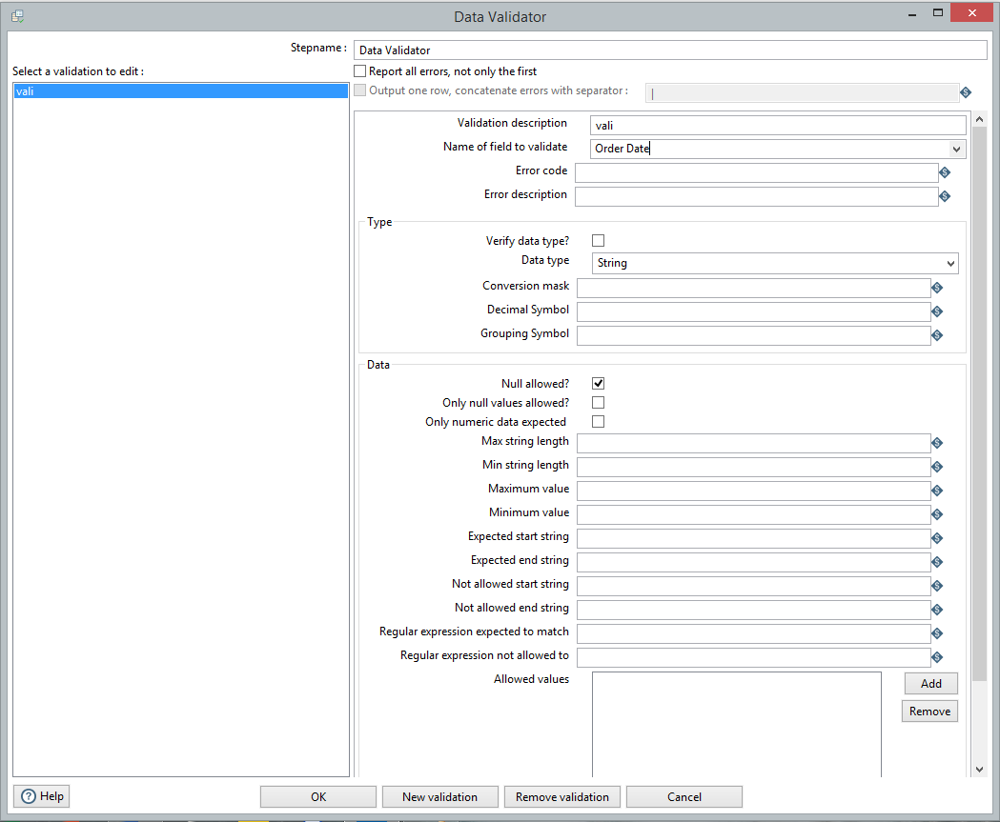 Data Validator
Stepname :
Data Validator
Select a validation to edit :
Report all errors, not only the first
vali
Output one row, concatenate errors with separator :
|
Validation description
vali
Name of field to validate
Order Date
Error code
Error description
Type
Verify data type?
Data type
String
Conversion mask
Decimal Symbol
Grouping Symbol
Data
Null allowed?
Only null values allowed?
Only numeric data expected
Max string length
Min string length
Maximum value
Minimum value
Expected start string
Expected end string
Not allowed start string
Not allowed end string
Regular expression expected to match
Regular expression not allowed to
Allowed values
Add
Remove
Help
OK
New validation
Remove validation
Cancel